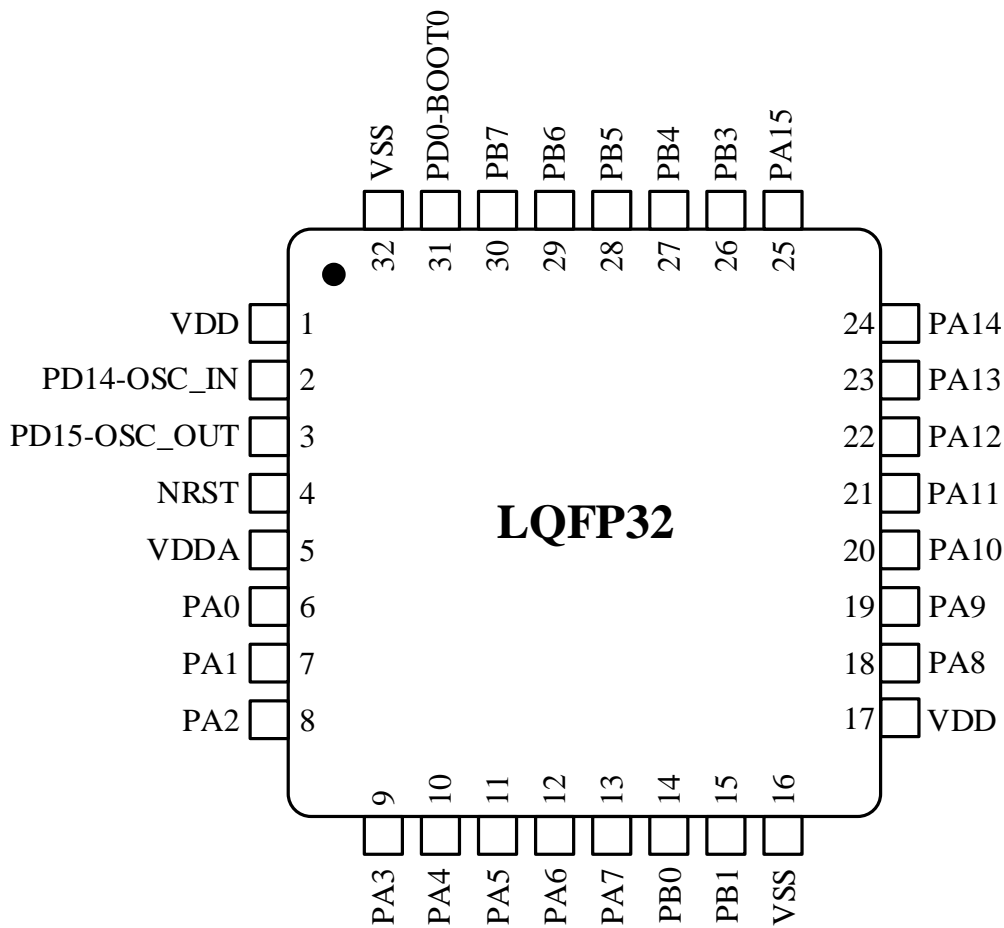 VSS
PD0-BOOT0
PB7
PB6
PB5
PB4
PB3
PA15
32
31
30
29
28
27
26
25
VDD 1
PD14-OSC_IN 2
PD15-OSC_OUT 3
NRST 4
VDDA 5
PA0 6
PA1 7
PA2 8
LQFP32
24 PA14
23 PA13
22 PA12
21 PA11
20 PA10
19 PA9
18 PA8
17 VDD
9
10
11
12
13
14
15
16
PA3
PA4
PA5
PA6
PA7
PB0
PB1
VSS